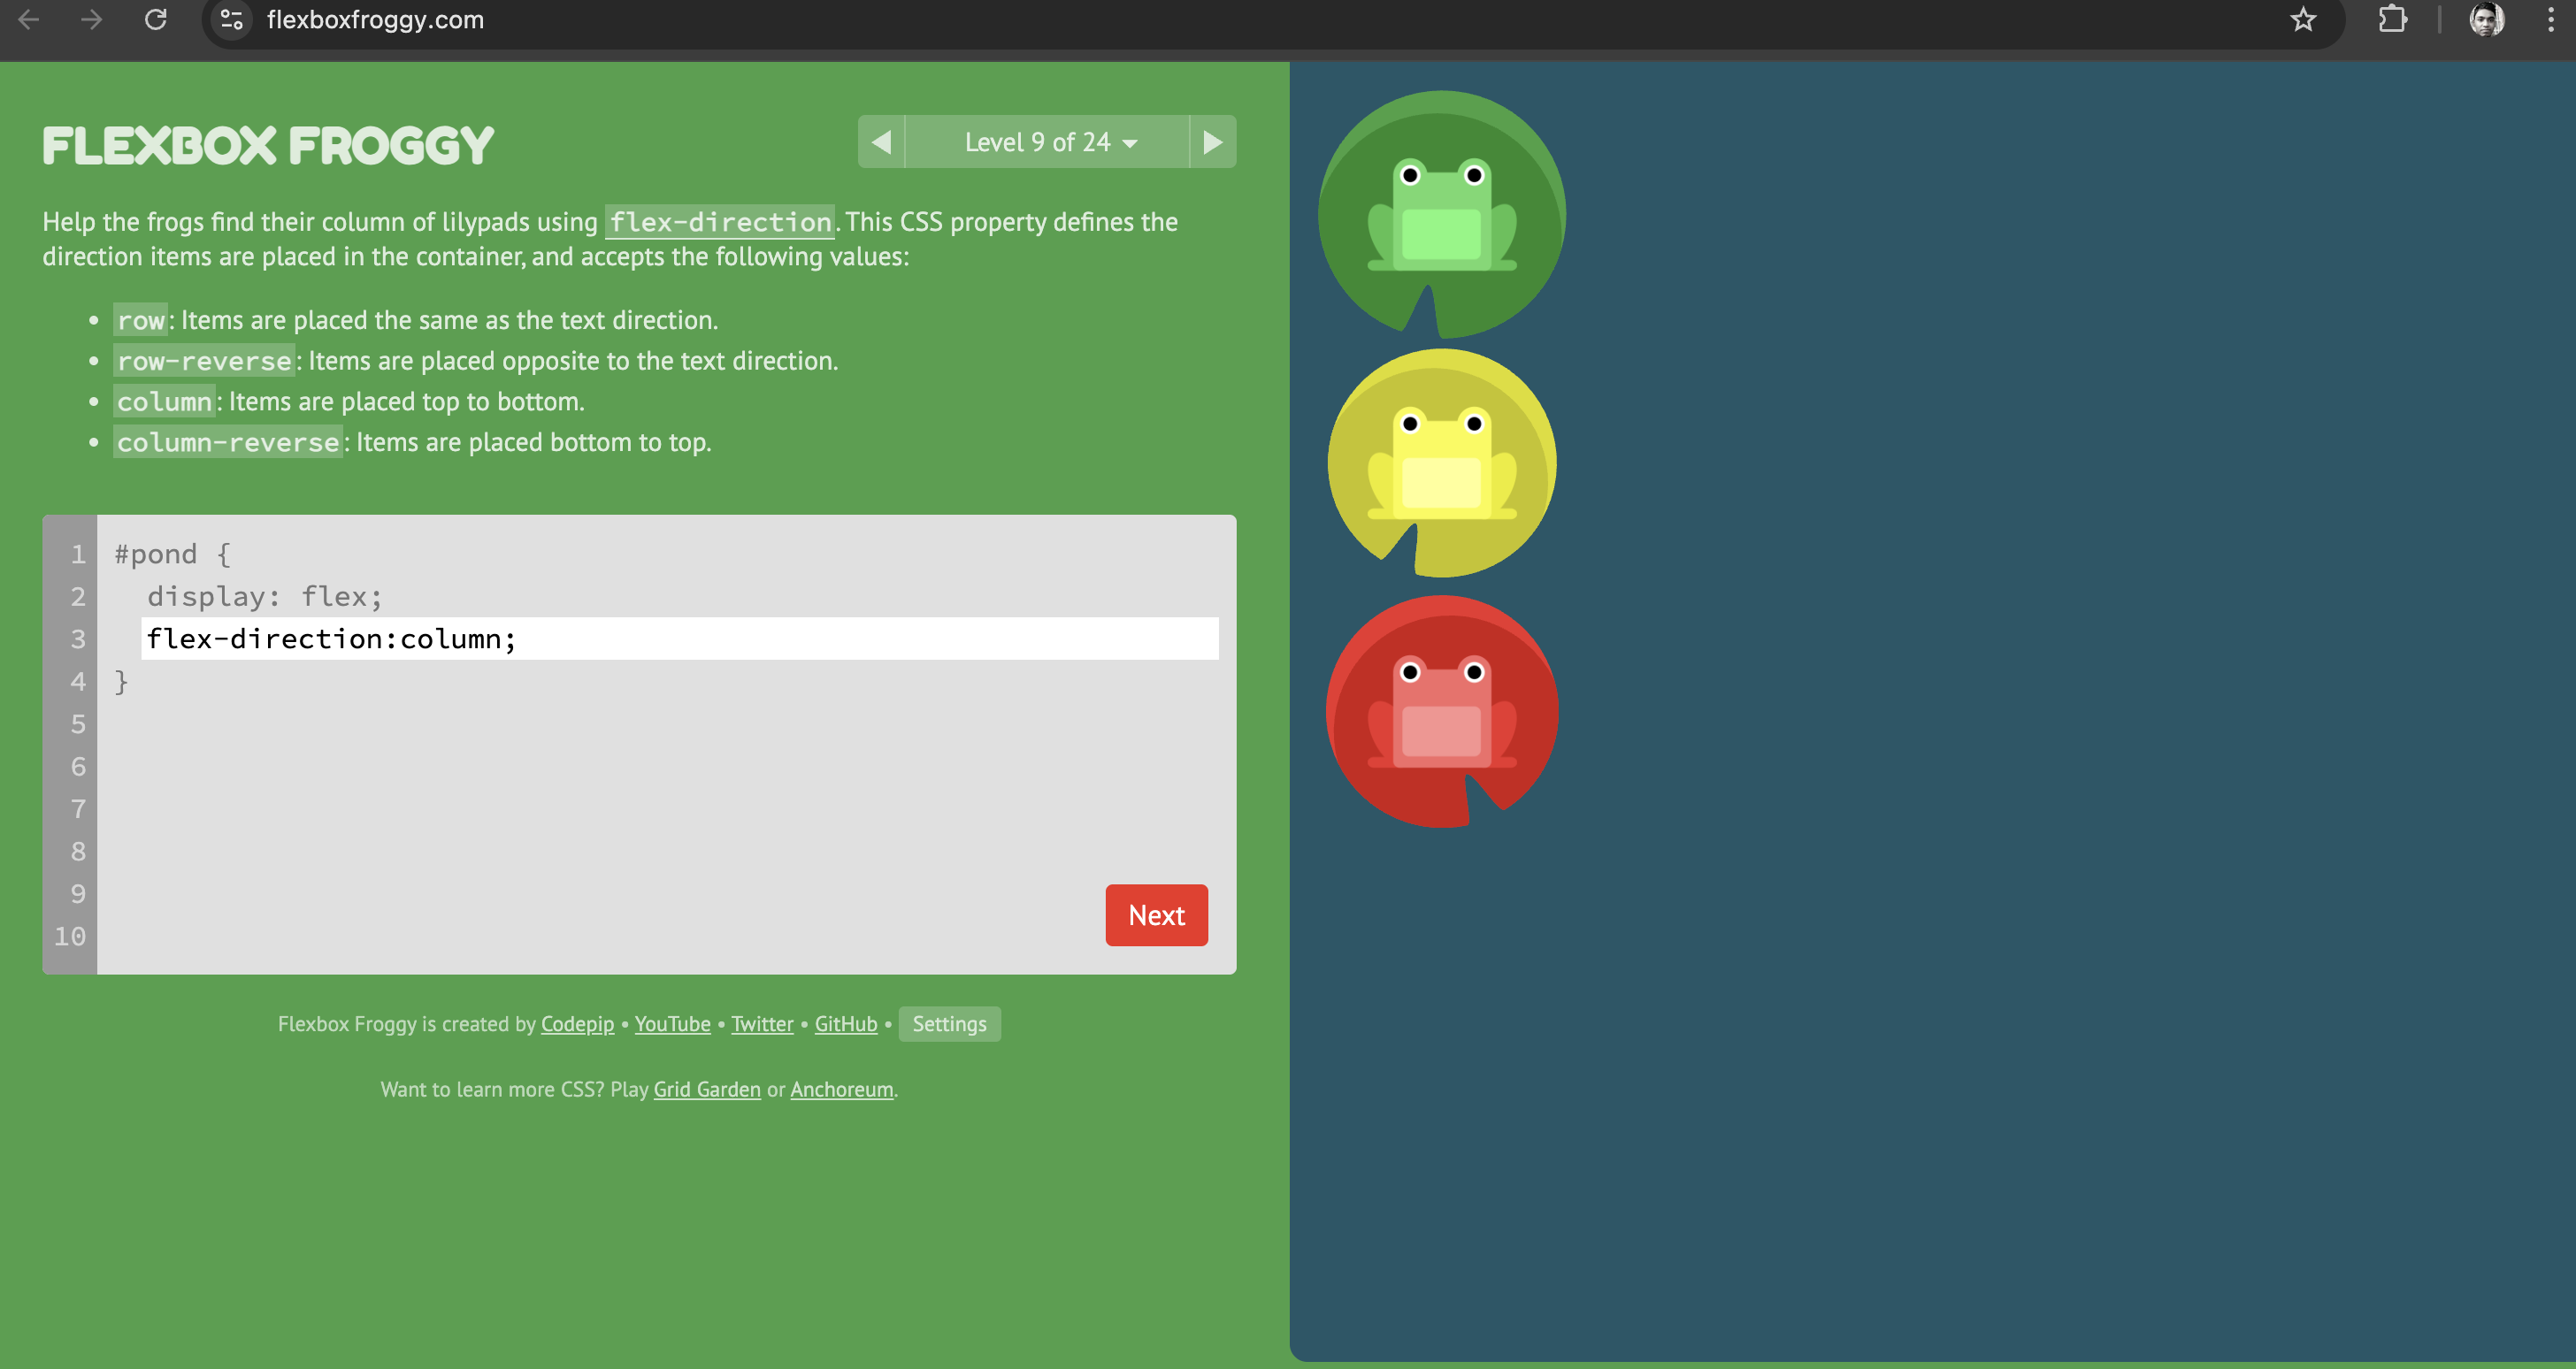 flexboxfroggy.com
FLEXBOX FROGGY
Level 9 of 24
Help the frogs find their column of lilypads using flex-direction. This CSS property defines the
direction items are placed in the container, and accepts the following values:
• row: Items are placed the same as the text direction.
• row-reverse: Items are placed opposite to the text direction.
• column: Items are placed top to bottom.
• column-reverse: Items are placed bottom to top.
1 #pond {
2 display: flex;
3 flex-direction:column;
4 }
5
6
7
8
9
10
Next
Flexbox Froggy is created by Codepip • YouTube • Twitter • GitHub • Settings
Want to learn more CSS? Play Grid Garden or Anchoreum.